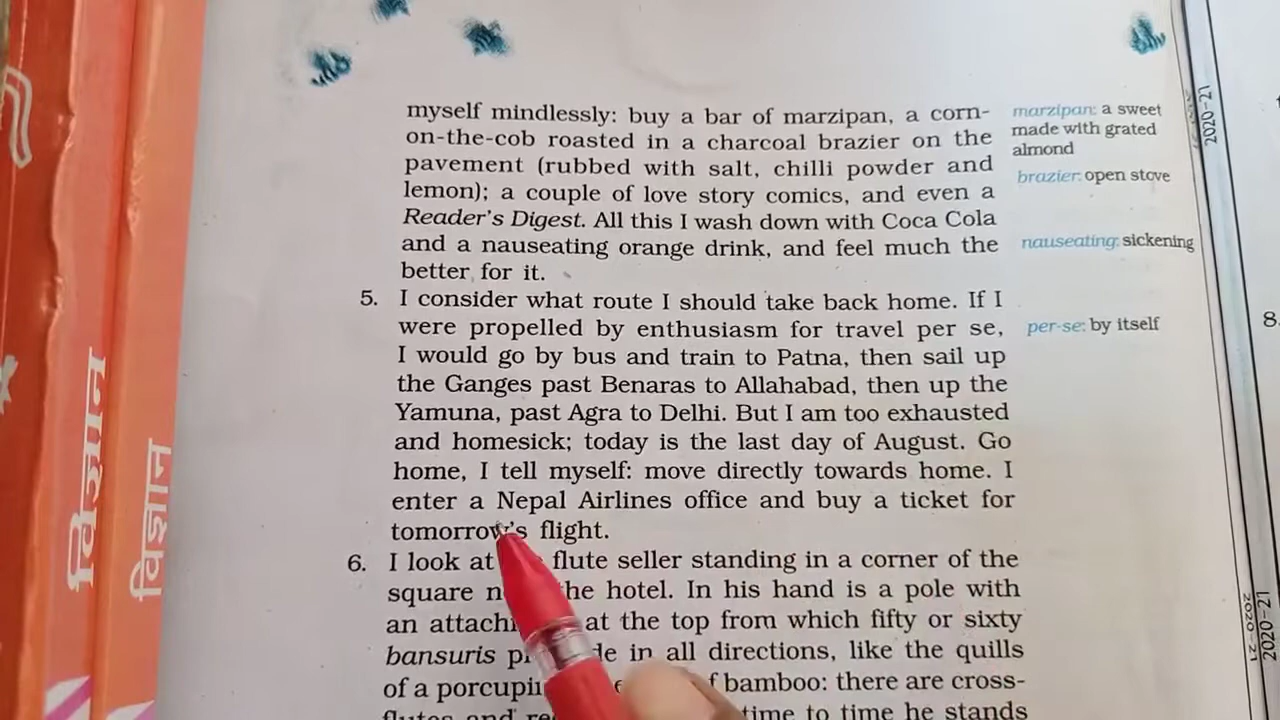 myself mindlessly: buy a bar of marzipan, a corn-
on-the-cob roasted in a charcoal brazier on the
pavement (rubbed with salt, chilli powder and
lemon); a couple of love story comics, and even a
Reader's Digest. All this I wash down with Coca Cola
and a nauseating orange drink, and feel much the
better for it.
marzipan: a sweet
made with grated
almond
brazier: open stove
nauseating: sickening
5. I consider what route I should take back home. If I
were propelled by enthusiasm for travel per se,
I would go by bus and train to Patna, then sail up
the Ganges past Benaras to Allahabad, then up the
Yamuna, past Agra to Delhi. But I am too exhausted
and homesick; today is the last day of August. Go
home, I tell myself: move directly towards home. I
enter a Nepal Airlines office and buy a ticket for
tomorrow's flight.
per-se: by itself
6. I look at flute seller standing in a corner of the
square the hotel. In his hand is a pole with
an at the top from which fifty or sixty
bansuris in all directions, like the quills
of a bamboo: there are cross-
flutes and time to time he stands
8.
2020-21
2020-21
2020-21
विज्ञान
विज्ञान